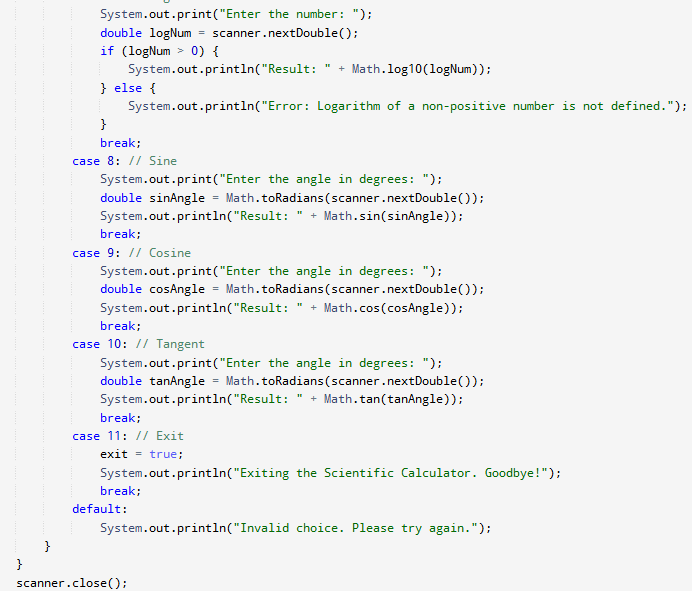 System.out.print("Enter the number: ");
double logNum = scanner.nextDouble();
if (logNum > 0) {
System.out.println("Result: " + Math.log10(logNum));
} else {
System.out.println("Error: Logarithm of a non-positive number is not defined.");
}
break;
case 8: // Sine
System.out.print("Enter the angle in degrees: ");
double sinAngle = Math.toRadians(scanner.nextDouble());
System.out.println("Result: " + Math.sin(sinAngle));
break;
case 9: // Cosine
System.out.print("Enter the angle in degrees: ");
double cosAngle = Math.toRadians(scanner.nextDouble());
System.out.println("Result: " + Math.cos(cosAngle));
break;
case 10: // Tangent
System.out.print("Enter the angle in degrees: ");
double tanAngle = Math.toRadians(scanner.nextDouble());
System.out.println("Result: " + Math.tan(tanAngle));
break;
case 11: // Exit
exit = true;
System.out.println("Exiting the Scientific Calculator. Goodbye!");
break;
default:
System.out.println("Invalid choice. Please try again.");
}
}
scanner.close();